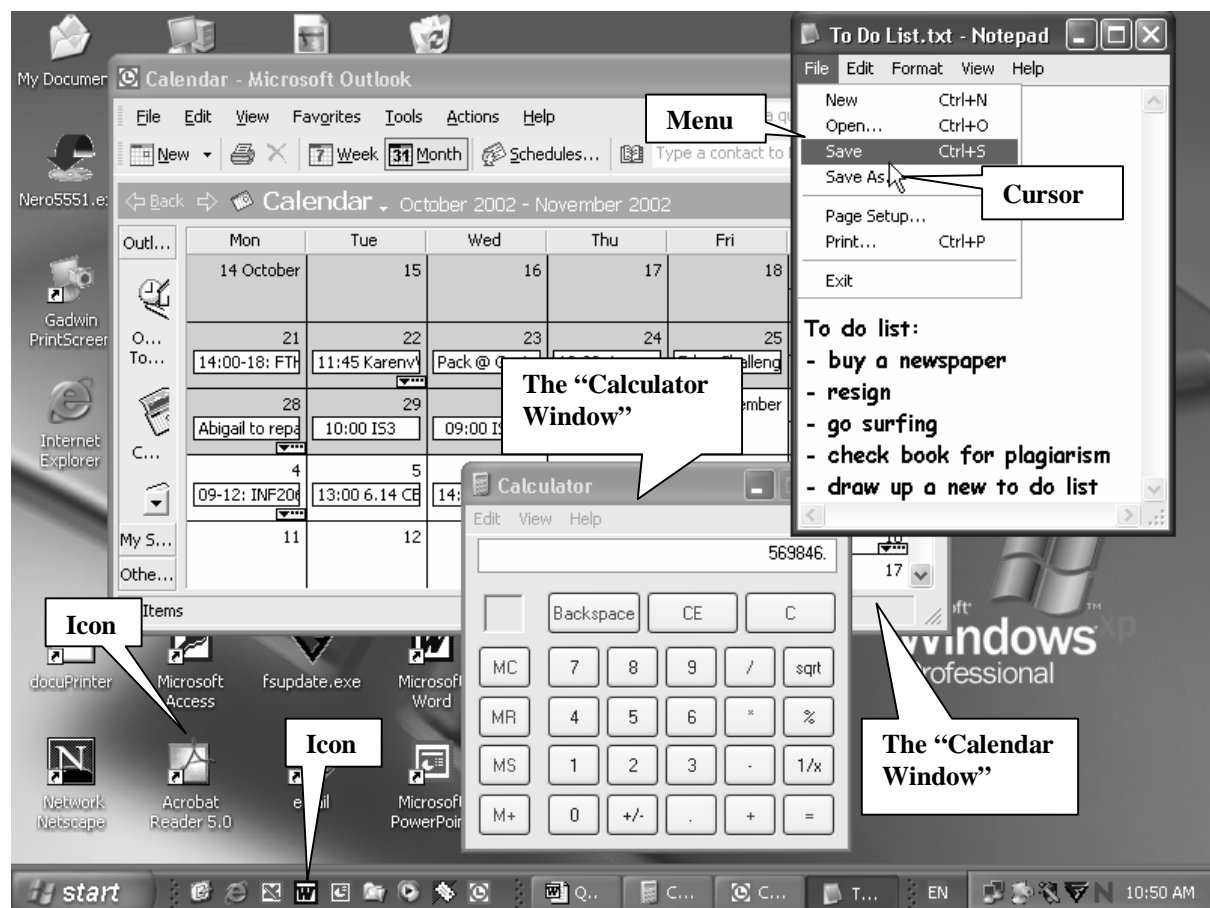 My Documen
Calendar - Microsoft Outlook
File Edit View Favorites Tools Actions Help
New Week 31 Month Schedules... Type a contact to
Back Calendar October 2002 - November 2002
Outl... Mon Tue Wed Thu Fri
14 October 15 16 17 18
O... To...
21 22 23 24 25
14:00-18: FTH 11:45 Karenv Pack @
28 29
Abigail to repa 10:00 IS3 09:00
C...
4 5
09-12: INF206 13:00 6.14 CE 14:
11 12
17
My S...
Othe...
Items
To Do List.txt - Notepad
File Edit Format View Help
New Ctrl+N
Open... Ctrl+O
Save Ctrl+S
Save As
Page Setup...
Print... Ctrl+P
Exit
To do list:
- buy a newspaper
- resign
- go surfing
- check book for plagiarism
- draw up a new to do list
Menu
Cursor
The “Calculator
Window”
Calculator
Edit View Help
569846.
Backspace CE C
MC 7 8 9 / sqrt
MR 4 5 6 * %
MS 1 2 3 - 1/x
M+ 0 +/- . + =
The “Calendar
Window”
Icon
Icon
Nero5551.e
Gadwin
PrintScreen
Internet
Explorer
docuPrinter
Microsoft
Access
fsupdate.exe
Microsoft
Word
Network
Netscape
Acrobat
Reader 5.0
Microsoft
PowerPoin
Windows xp
Professional
start Q.. C... C... T... EN N 10:50 AM